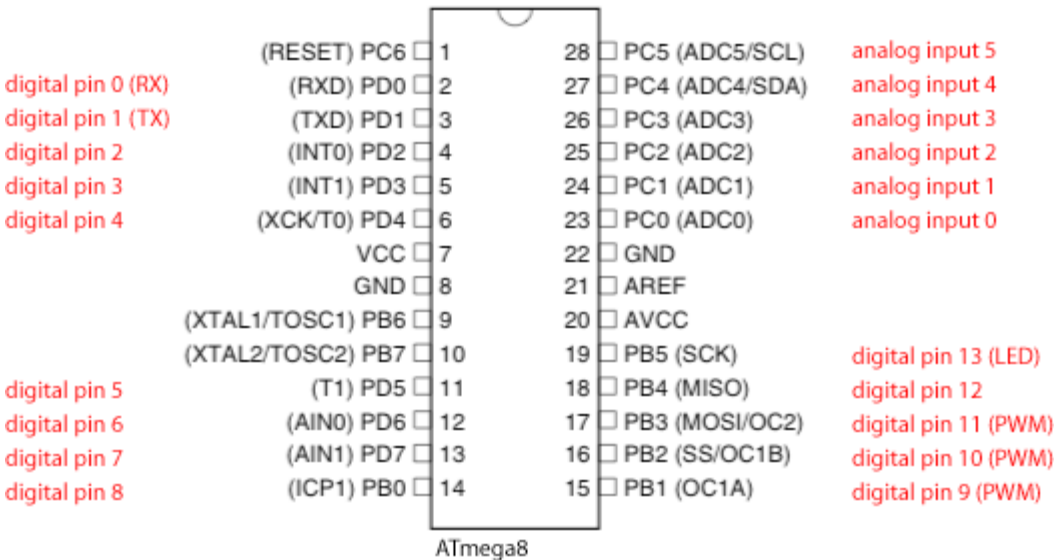 (RESET) PC6 1 28 PC5 (ADC5/SCL) analog input 5
digital pin 0 (RX) (RXD) PD0 2 27 PC4 (ADC4/SDA) analog input 4
digital pin 1 (TX) (TXD) PD1 3 26 PC3 (ADC3) analog input 3
digital pin 2 (INT0) PD2 4 25 PC2 (ADC2) analog input 2
digital pin 3 (INT1) PD3 5 24 PC1 (ADC1) analog input 1
digital pin 4 (XCK/T0) PD4 6 23 PC0 (ADC0) analog input 0
VCC 7 22 GND
GND 8 21 AREF
(XTAL1/TOSC1) PB6 9 20 AVCC
(XTAL2/TOSC2) PB7 10 19 PB5 (SCK) digital pin 13 (LED)
digital pin 5 (T1) PD5 11 18 PB4 (MISO) digital pin 12
digital pin 6 (AIN0) PD6 12 17 PB3 (MOSI/OC2) digital pin 11 (PWM)
digital pin 7 (AIN1) PD7 13 16 PB2 (SS/OC1B) digital pin 10 (PWM)
digital pin 8 (ICP1) PB0 14 15 PB1 (OC1A) digital pin 9 (PWM)
ATmega8